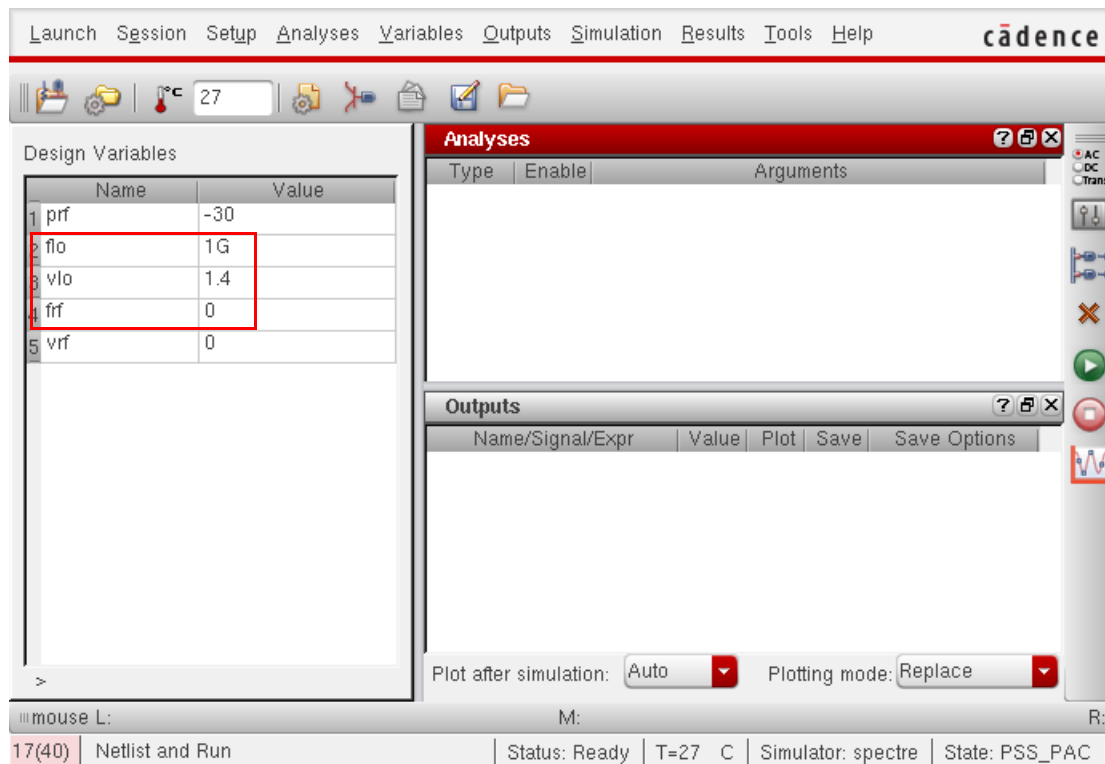 Launch Session Setup Analyses Variables Outputs Simulation Results Tools Help cādence
°C 27
Design Variables
Name Value
1 prf -30
2 flo 1G
3 vlo 1.4
4 frf 0
5 vrf 0
>
Analyses ?
Type Enable Arguments
AC
DC
Trans
Outputs ?
Name/Signal/Expr Value Plot Save Save Options
Plot after simulation: Auto Plotting mode: Replace
mouse L: M: R:
17(40) Netlist and Run Status: Ready T=27 C Simulator: spectre State: PSS_PAC